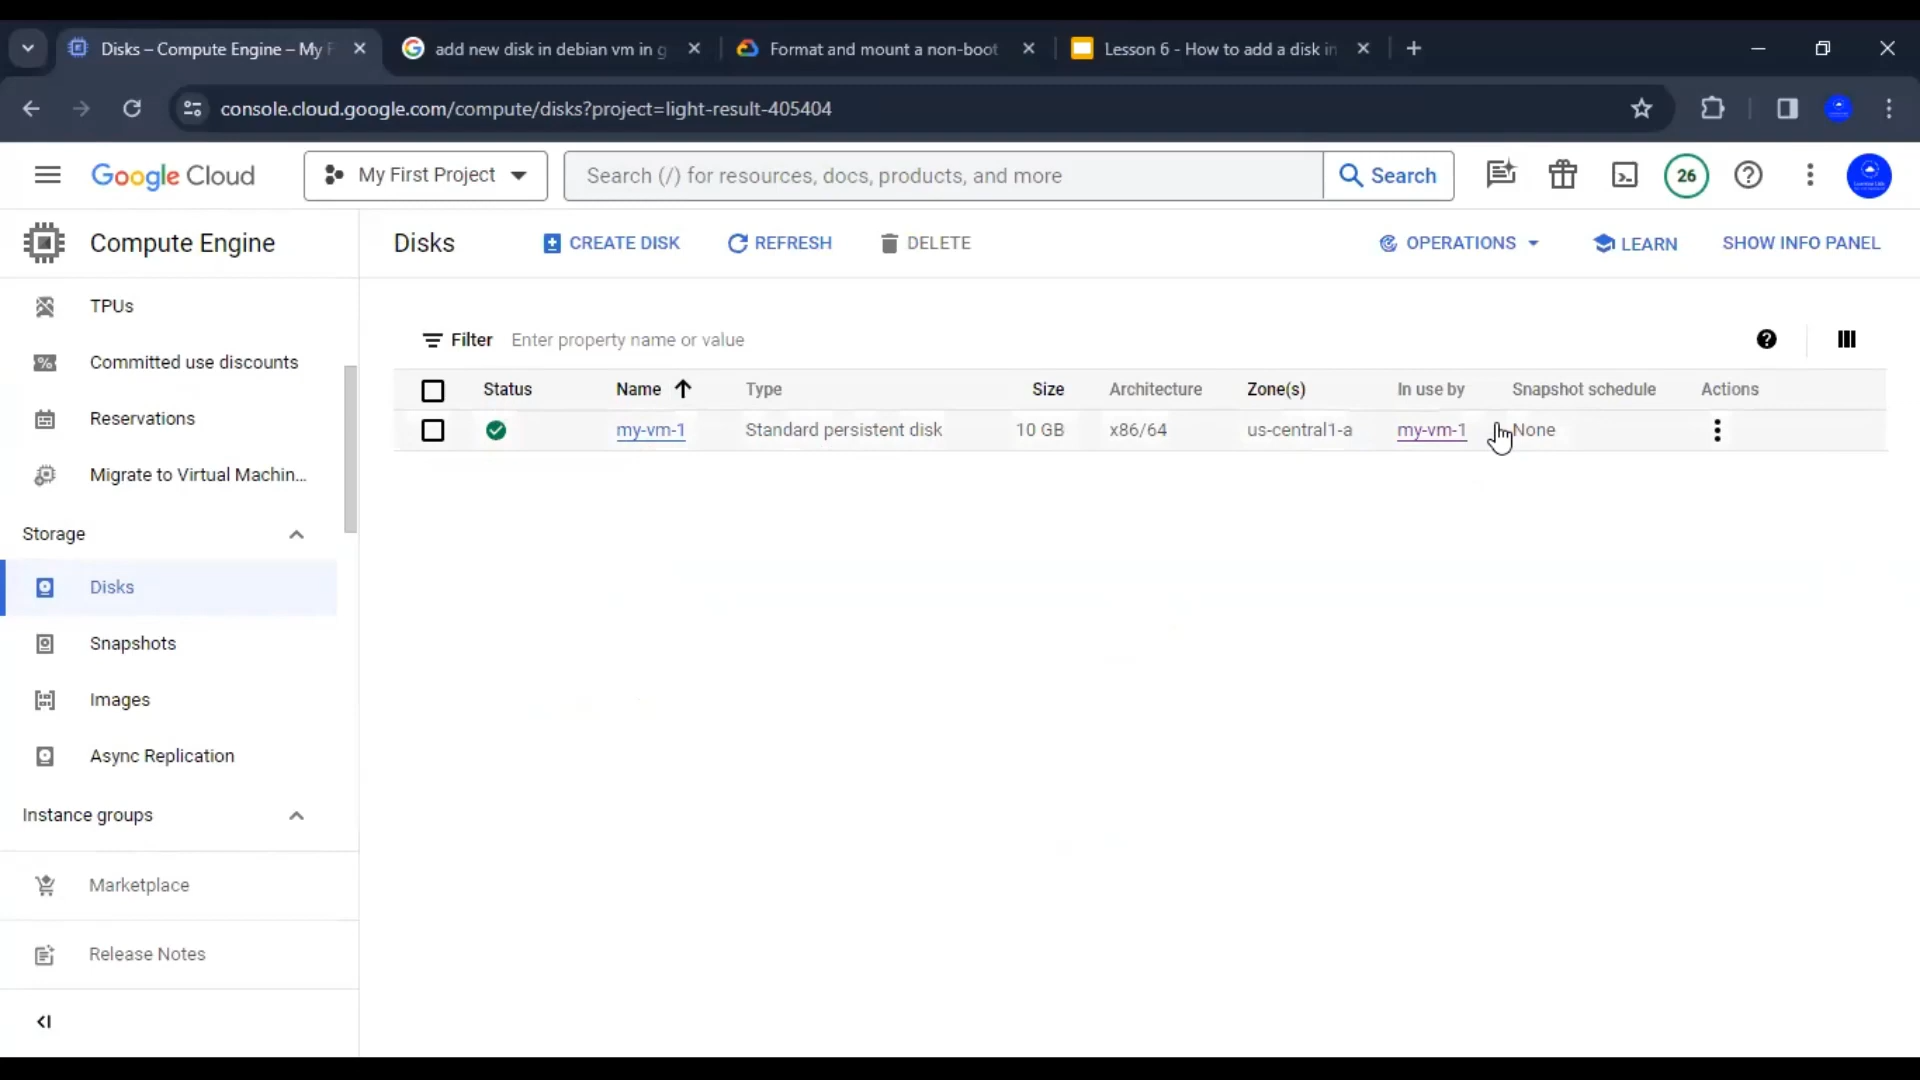 Disks – Compute Engine – My F
add new disk in debian vm in g
Format and mount a non-boot
Lesson 6 - How to add a disk in
console.cloud.google.com/compute/disks?project=light-result-405404
Google Cloud
My First Project
Search (/) for resources, docs, products, and more
Search
26
Compute Engine
Disks
CREATE DISK
REFRESH
DELETE
OPERATIONS
LEARN
SHOW INFO PANEL
TPUs
Committed use discounts
Reservations
Migrate to Virtual Machin...
Storage
Disks
Snapshots
Images
Async Replication
Instance groups
Marketplace
Release Notes
Filter Enter property name or value
Status Name Type Size Architecture Zone(s) In use by Snapshot schedule Actions
my-vm-1 Standard persistent disk 10 GB x86/64 us-central1-a my-vm-1 None